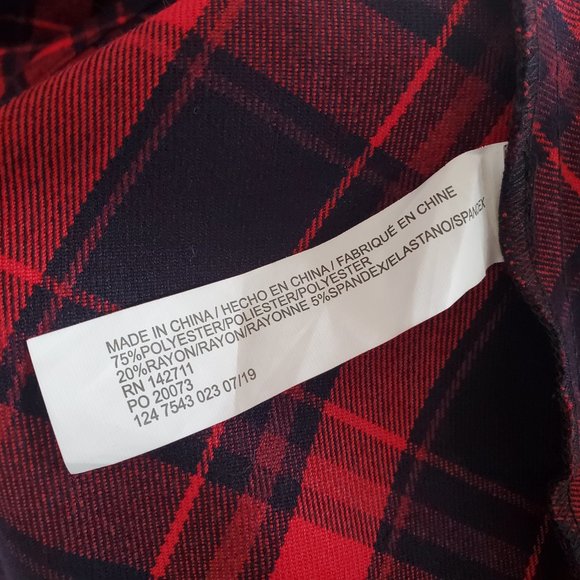 MADE IN CHINA / HECHO EN CHINA / FABRIQUÉ EN CHINE
75%POLYESTER/POLIESTER/POLYESTER
20%RAYON/RAYON/RAYONNE 5%SPANDEX/ELASTANO/SPANDEX
RN 142711
PO 20073
124 7543 023 07/19